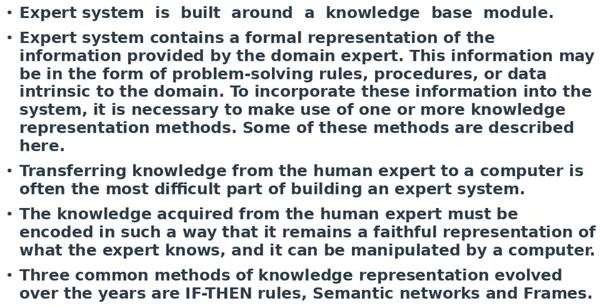 • Expert system is built around a knowledge base module.
• Expert system contains a formal representation of the
information provided by the domain expert. This information may
be in the form of problem-solving rules, procedures, or data
intrinsic to the domain. To incorporate these information into the
system, it is necessary to make use of one or more knowledge
representation methods. Some of these methods are described
here.
• Transferring knowledge from the human expert to a computer is
often the most difficult part of building an expert system.
• The knowledge acquired from the human expert must be
encoded in such a way that it remains a faithful representation of
what the expert knows, and it can be manipulated by a computer.
• Three common methods of knowledge representation evolved
over the years are IF-THEN rules, Semantic networks and Frames.